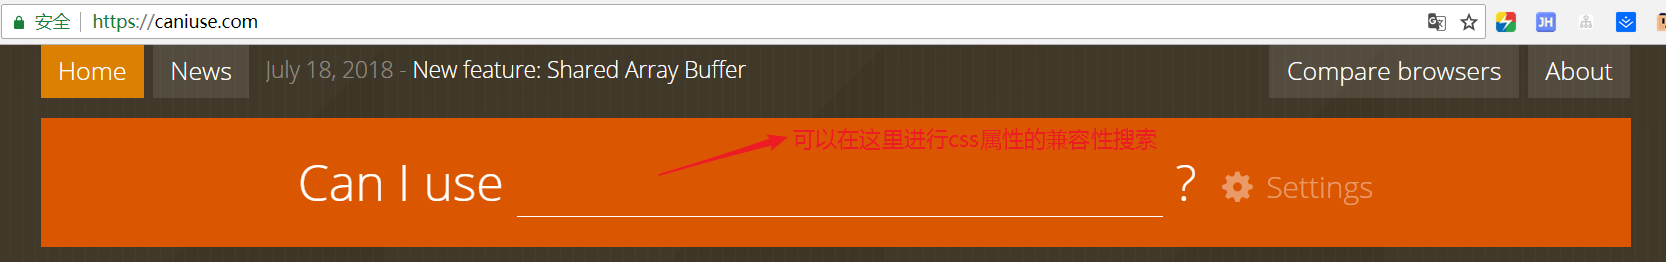 安全 https://caniuse.com
JH
Home News July 18, 2018 - New feature: Shared Array Buffer Compare browsers About
可以在这里进行css属性的兼容性搜索
Can I use ? Settings